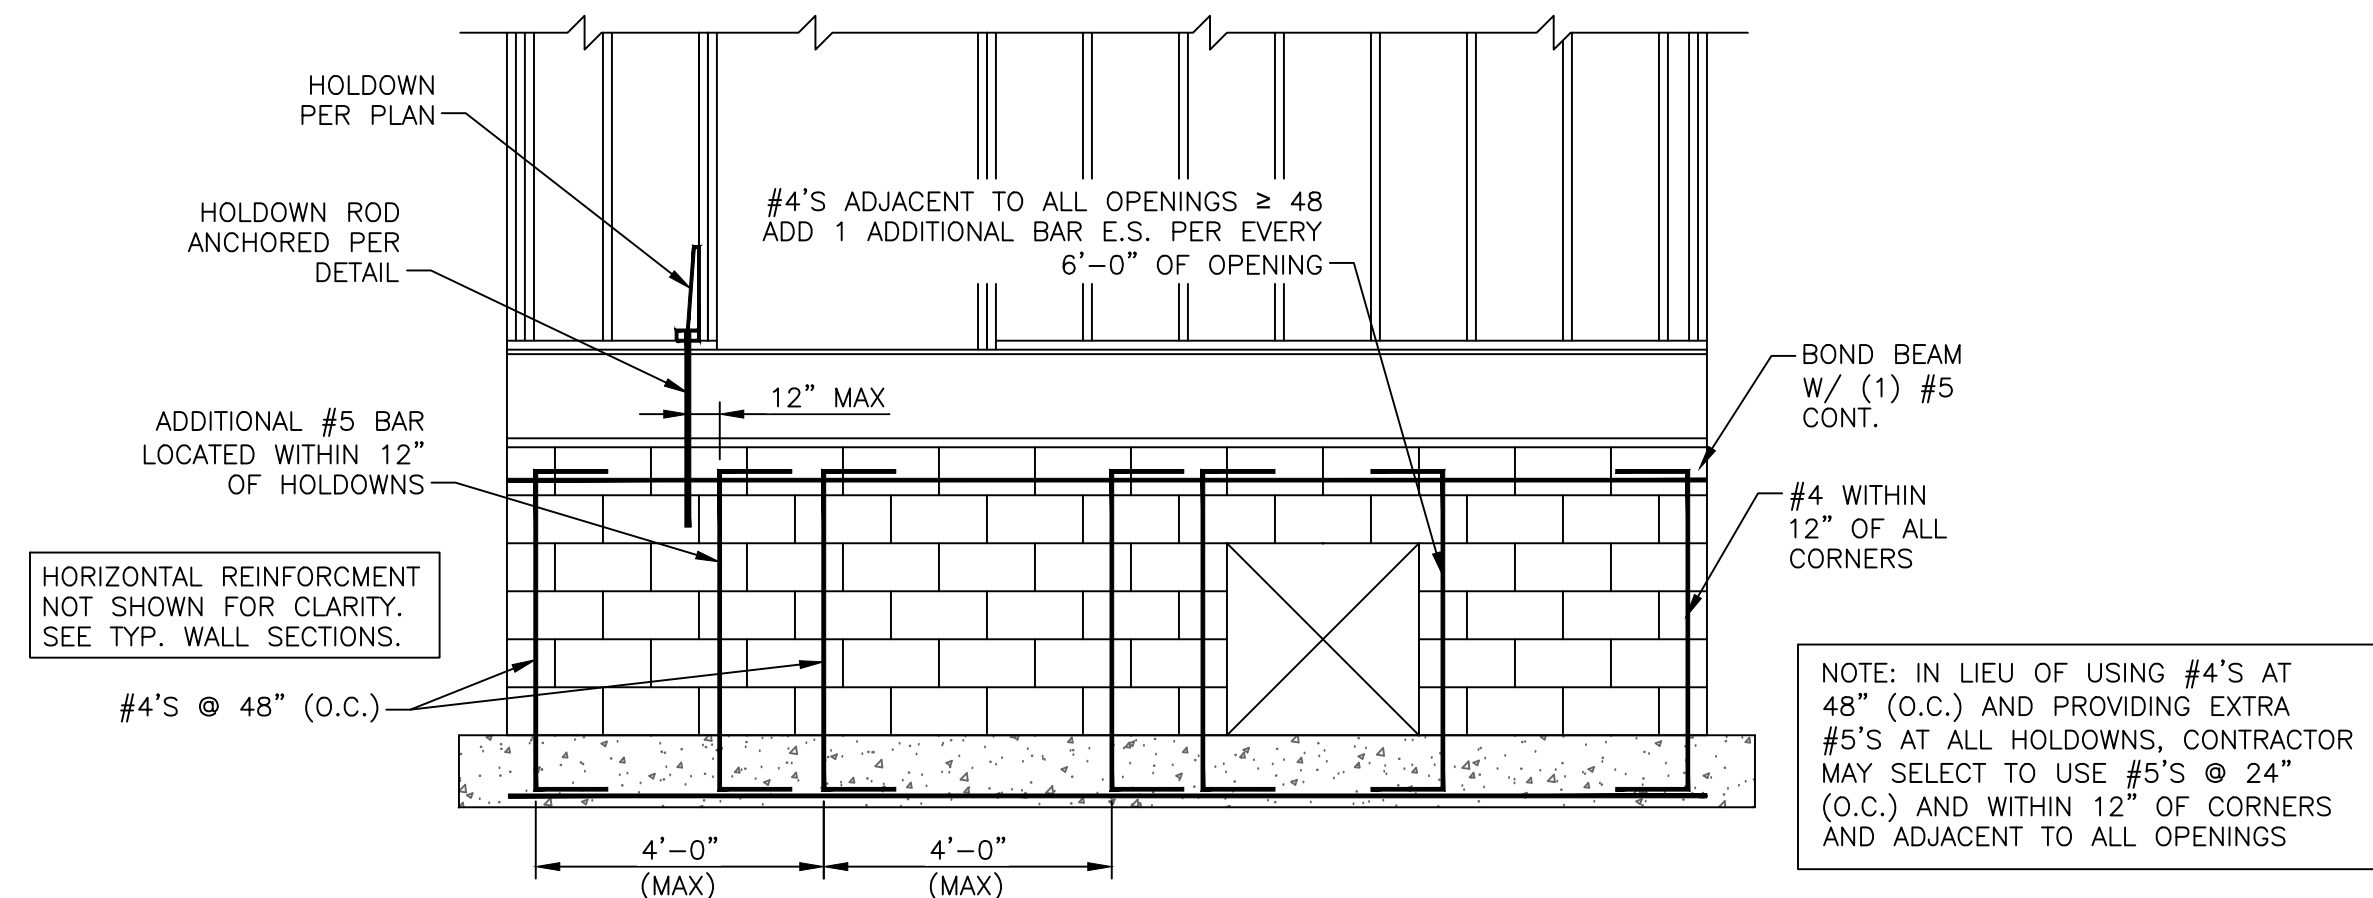 HOLDOWN
PER PLAN
HOLDOWN ROD
ANCHORED PER
DETAIL
#4'S ADJACENT TO ALL OPENINGS ≥ 48
ADD 1 ADDITIONAL BAR E.S. PER EVERY
6'-0" OF OPENING
12" MAX
BOND BEAM
W/ (1) #5
CONT.
ADDITIONAL #5 BAR
LOCATED WITHIN 12"
OF HOLDOWNS
#4 WITHIN
12" OF ALL
CORNERS
HORIZONTAL REINFORCMENT
NOT SHOWN FOR CLARITY.
SEE TYP. WALL SECTIONS.
#4'S @ 48" (O.C.)
NOTE: IN LIEU OF USING #4'S AT
48" (O.C.) AND PROVIDING EXTRA
#5'S AT ALL HOLDOWNS, CONTRACTOR
MAY SELECT TO USE #5'S @ 24"
(O.C.) AND WITHIN 12" OF CORNERS
AND ADJACENT TO ALL OPENINGS
4'-0"
(MAX)
4'-0"
(MAX)